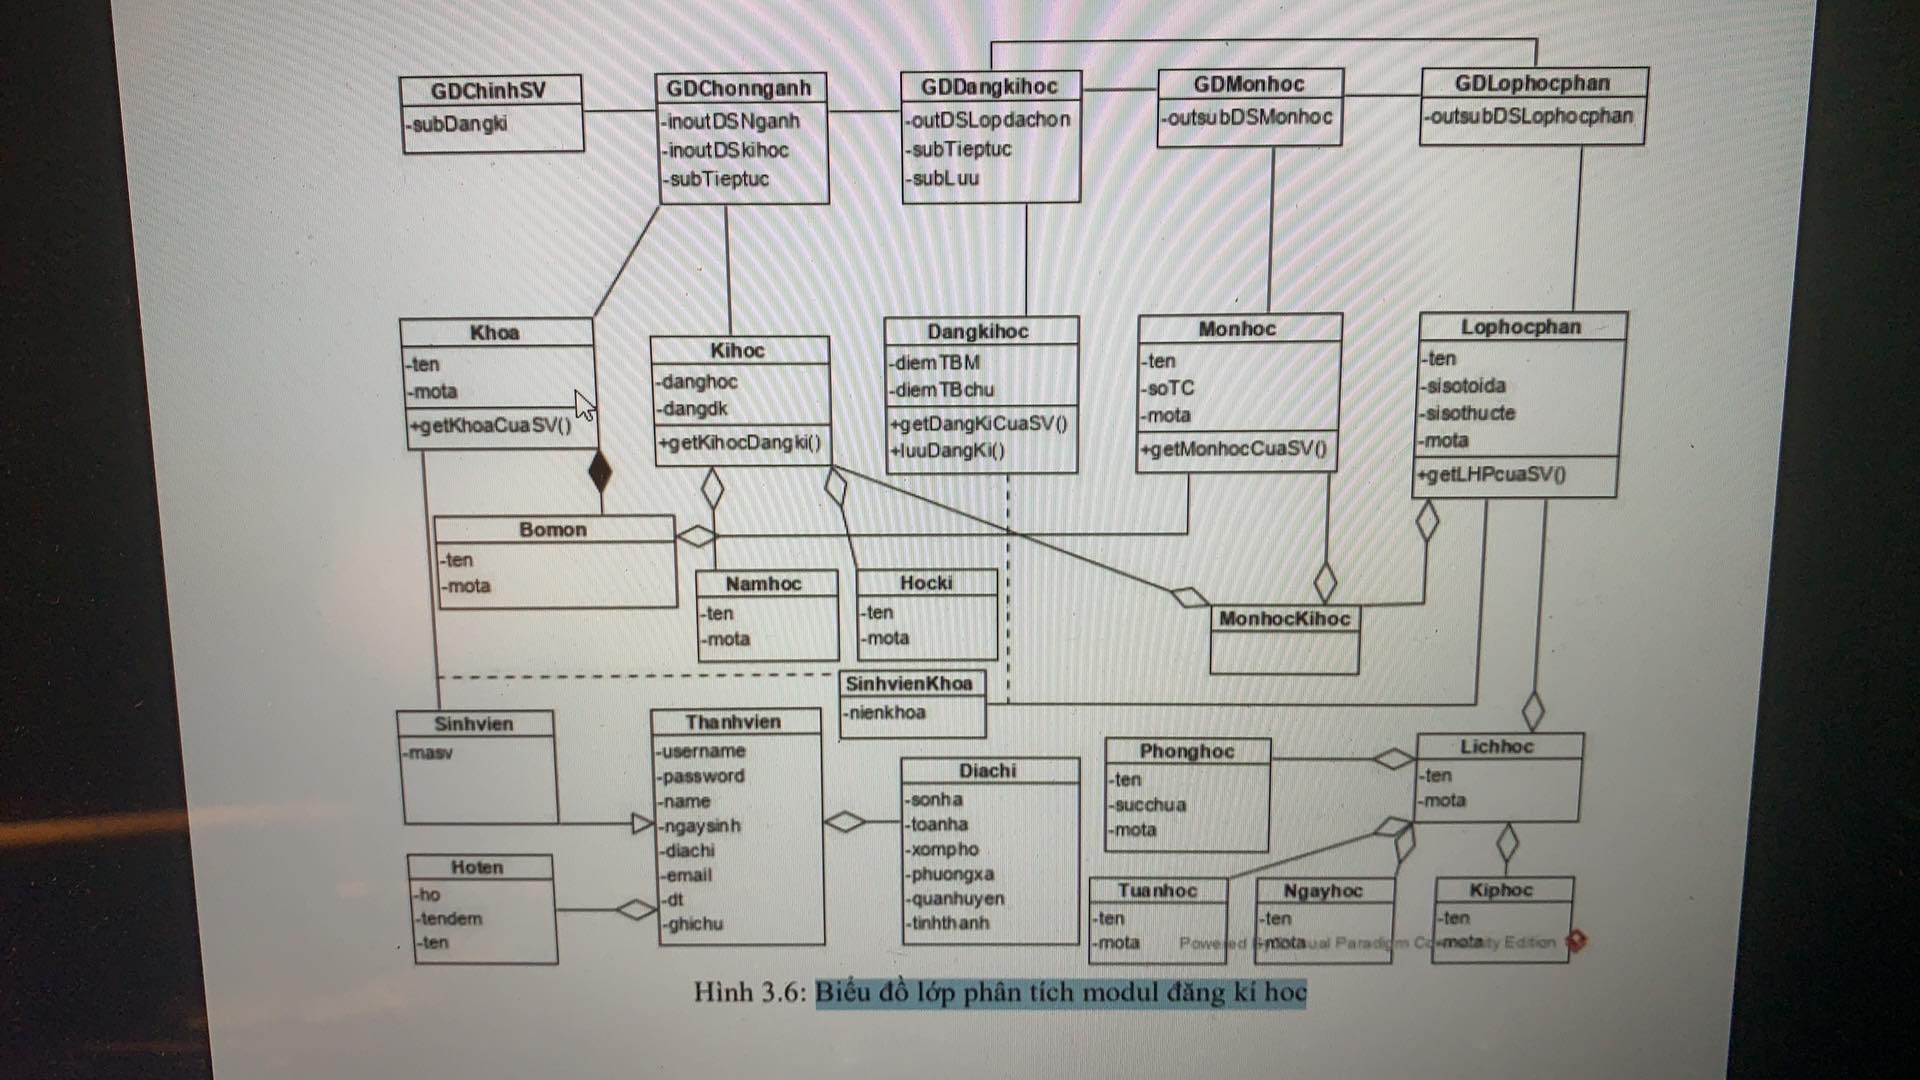 GDChinhSV
-subDangki
GDChonnganh
-inoutDSNganh
-inoutDSkihoc
-subTieptuc
GDDangkihoc
-outDSLopdachon
-subTieptuc
-subLuu
GDMonhoc
-outsubDSMonhoc
GDLophocphan
-outsubDSLophocphan
Khoa
-ten
-mota
+getKhoaCuaSV()
Kihoc
-danghoc
-dangdk
+getKihocDangki()
Dangkihoc
-diemTBM
-diemTBchu
+getDangKiCuaSV()
+luuDangKi()
Monhoc
-ten
-soTC
-mota
+getMonhocCuaSV()
Lophocphan
-ten
-sisotoida
-sisothucte
-mota
+getLHPcuaSV()
Bomon
-ten
-mota
Namhoc
-ten
-mota
Hocki
-ten
-mota
MonhocKihoc
SinhvienKhoa
-nienkhoa
Sinhvien
-masv
Thanhvien
-username
-password
-name
-ngaysinh
-diachi
-email
-dt
-ghichu
Diachi
-sonha
-toanha
-xompho
-phuongxa
-quanhuyen
-tinhthanh
Phonghoc
-ten
-succhua
-mota
Lichhoc
-ten
-mota
Hoten
-ho
-tendem
-ten
Tuanhoc
-ten
-mota
Ngayhoc
-ten
-mota
Kiphoc
-ten
-mota
Powered Paradigm Edition
Hình 3.6: Biểu đồ lớp phân tích modul đăng kí học